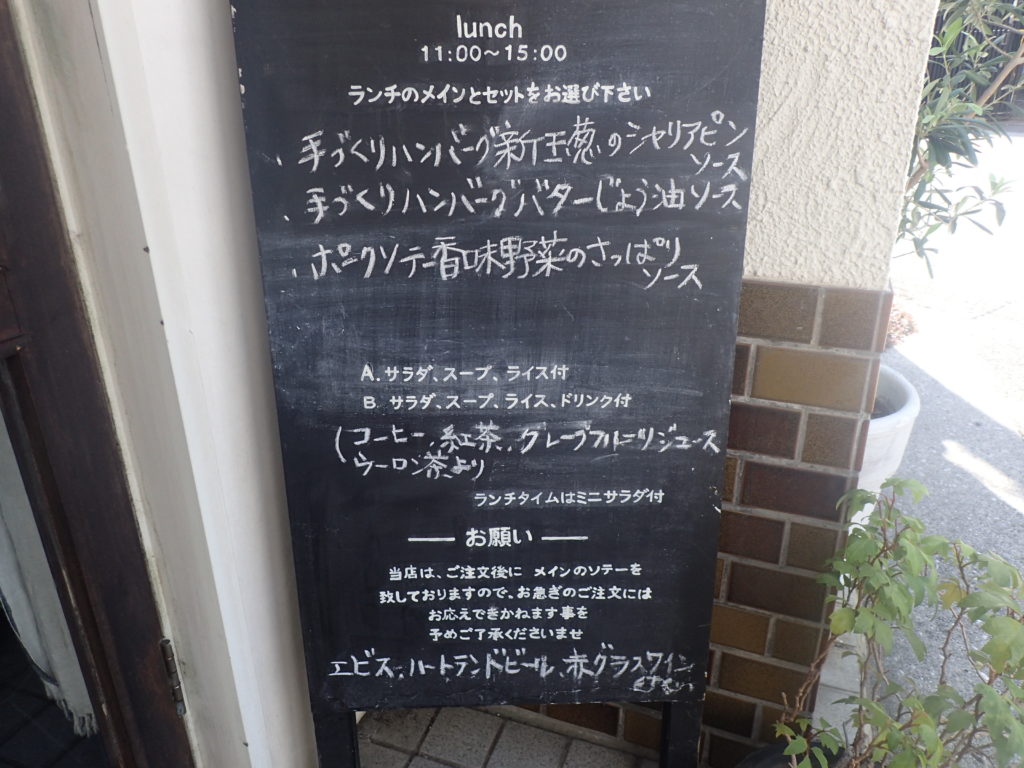 lunch
11:00～15:00
ランチのメインとセットをお選び下さい
、手づくりハンバーグ新玉葱のシャリアピン
ソース
、手づくりハンバーグバターじょう油ソース
、ポークソテー香味野菜のさっぱり
ソース
A.サラダ、スープ、ライス付
B.サラダ、スープ、ライス、ドリンク付
(コーヒー、紅茶、グレープフルーツジュース
ウーロン茶より
ランチタイムはミニサラダ付
── お願い ──
当店は、ご注文後に メインのソテーを
致しておりますので、お急ぎのご注文には
お応えできかねます事を
予めご了承くださいませ
エビス、ハートランドビール 赤グラスワイン